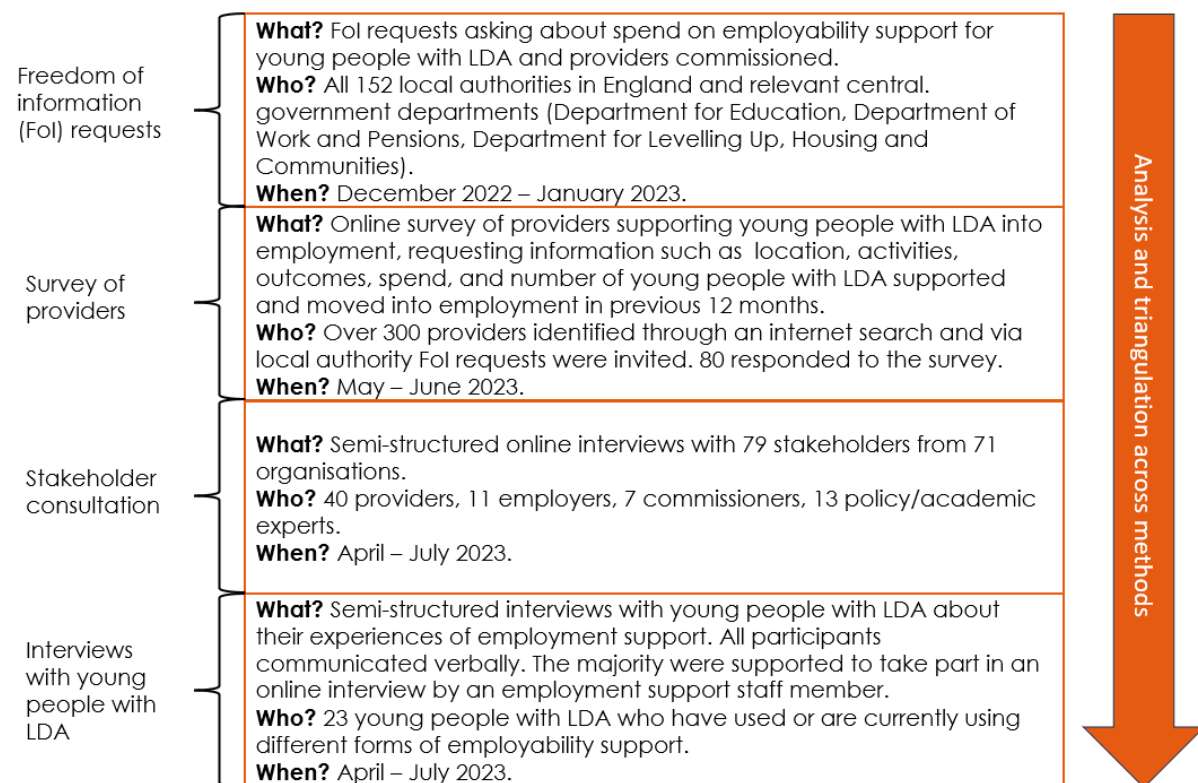 Freedom of
information
(FoI) requests
What? FoI requests asking about spend on employability support for
young people with LDA and providers commissioned.
Who? All 152 local authorities in England and relevant central.
government departments (Department for Education, Department of
Work and Pensions, Department for Levelling Up, Housing and
Communities).
When? December 2022 – January 2023.
Survey of
providers
What? Online survey of providers supporting young people with LDA into
employment, requesting information such as  location, activities,
outcomes, spend, and number of young people with LDA supported
and moved into employment in previous 12 months.
Who? Over 300 providers identified through an internet search and via
local authority FoI requests were invited. 80 responded to the survey.
When? May – June 2023.
Stakeholder
consultation
What? Semi-structured online interviews with 79 stakeholders from 71
organisations.
Who? 40 providers, 11 employers, 7 commissioners, 13 policy/academic
experts.
When? April – July 2023.
Interviews
with young
people with
LDA
What? Semi-structured interviews with young people with LDA about
their experiences of employment support. All participants
communicated verbally. The majority were supported to take part in an
online interview by an employment support staff member.
Who? 23 young people with LDA who have used or are currently using
different forms of employability support.
When? April – July 2023.
Analysis and triangulation across methods